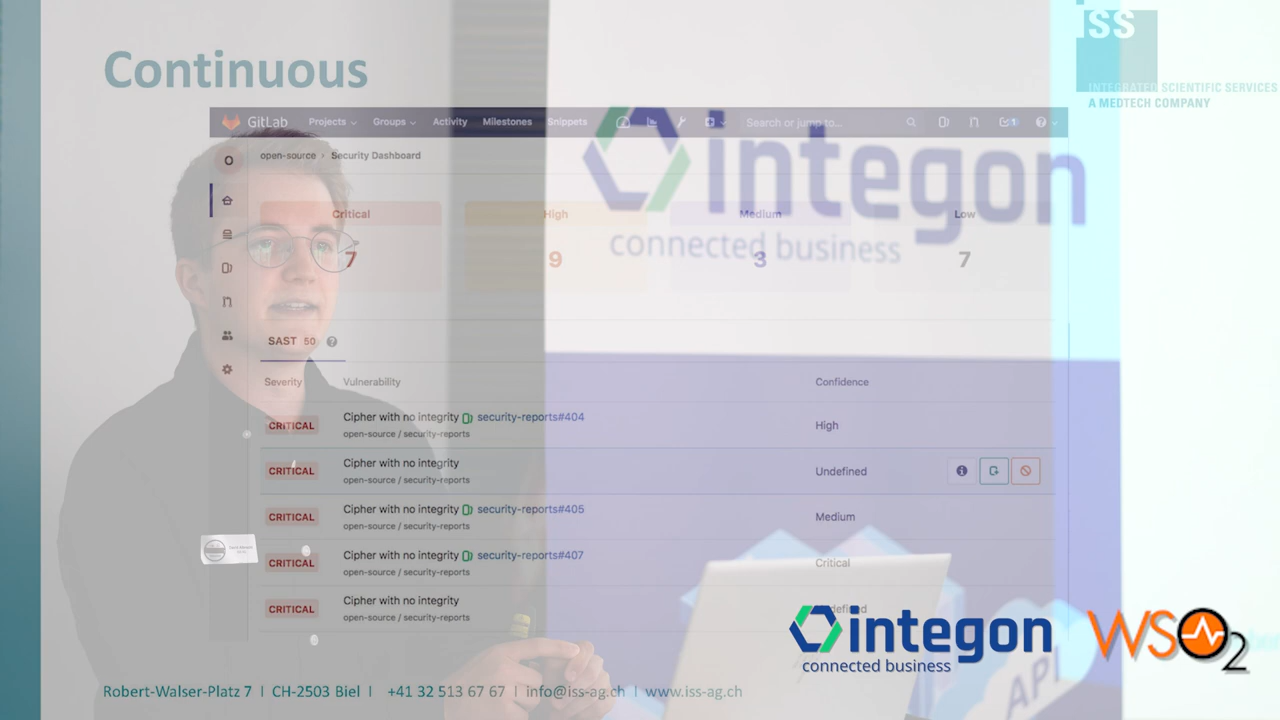 Continuous
iss
INTEGRATED SCIENTIFIC SERVICES
A MEDTECH COMPANY
GitLab Projects Groups Activity Milestones Snippets Search or jump to... 1
open-source › Security Dashboard
integon
connected business
Critical High Medium Low
7 9 3 7
SAST 50
Severity Vulnerability Confidence
CRITICAL Cipher with no integrity security-reports#404 High
open-source / security-reports
CRITICAL Cipher with no integrity Undefined
open-source / security-reports
CRITICAL Cipher with no integrity security-reports#405 Medium
open-source / security-reports
CRITICAL Cipher with no integrity security-reports#407 Critical
open-source / security-reports
CRITICAL Cipher with no integrity
open-source / security-reports
integon
connected business
WSO2
API
Robert-Walser-Platz 7 | CH-2503 Biel | +41 32 513 67 67 | info@iss-ag.ch | www.iss-ag.ch